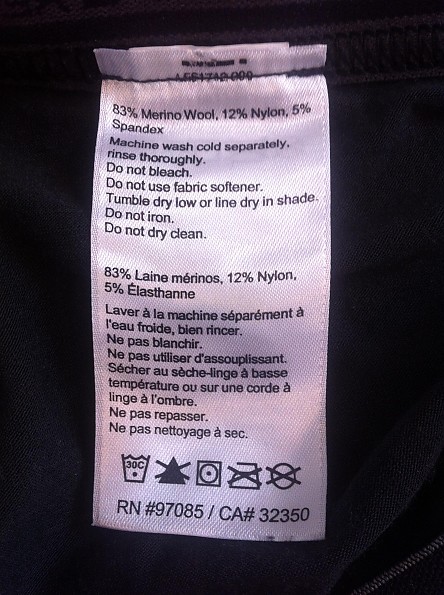 83% Merino Wool, 12% Nylon, 5%
Spandex
Machine wash cold separately,
rinse thoroughly.
Do not bleach.
Do not use fabric softener.
Tumble dry low or line dry in shade.
Do not iron.
Do not dry clean.
83% Laine mérinos, 12% Nylon,
5% Élasthanne
Laver à la machine séparément à
l'eau froide, bien rincer.
Ne pas blanchir.
Ne pas utiliser d'assouplissant.
Sécher au sèche-linge à basse
température ou sur une corde à
linge à l'ombre.
Ne pas repasser.
Ne pas nettoyage à sec.
30C
RN #97085 / CA# 32350